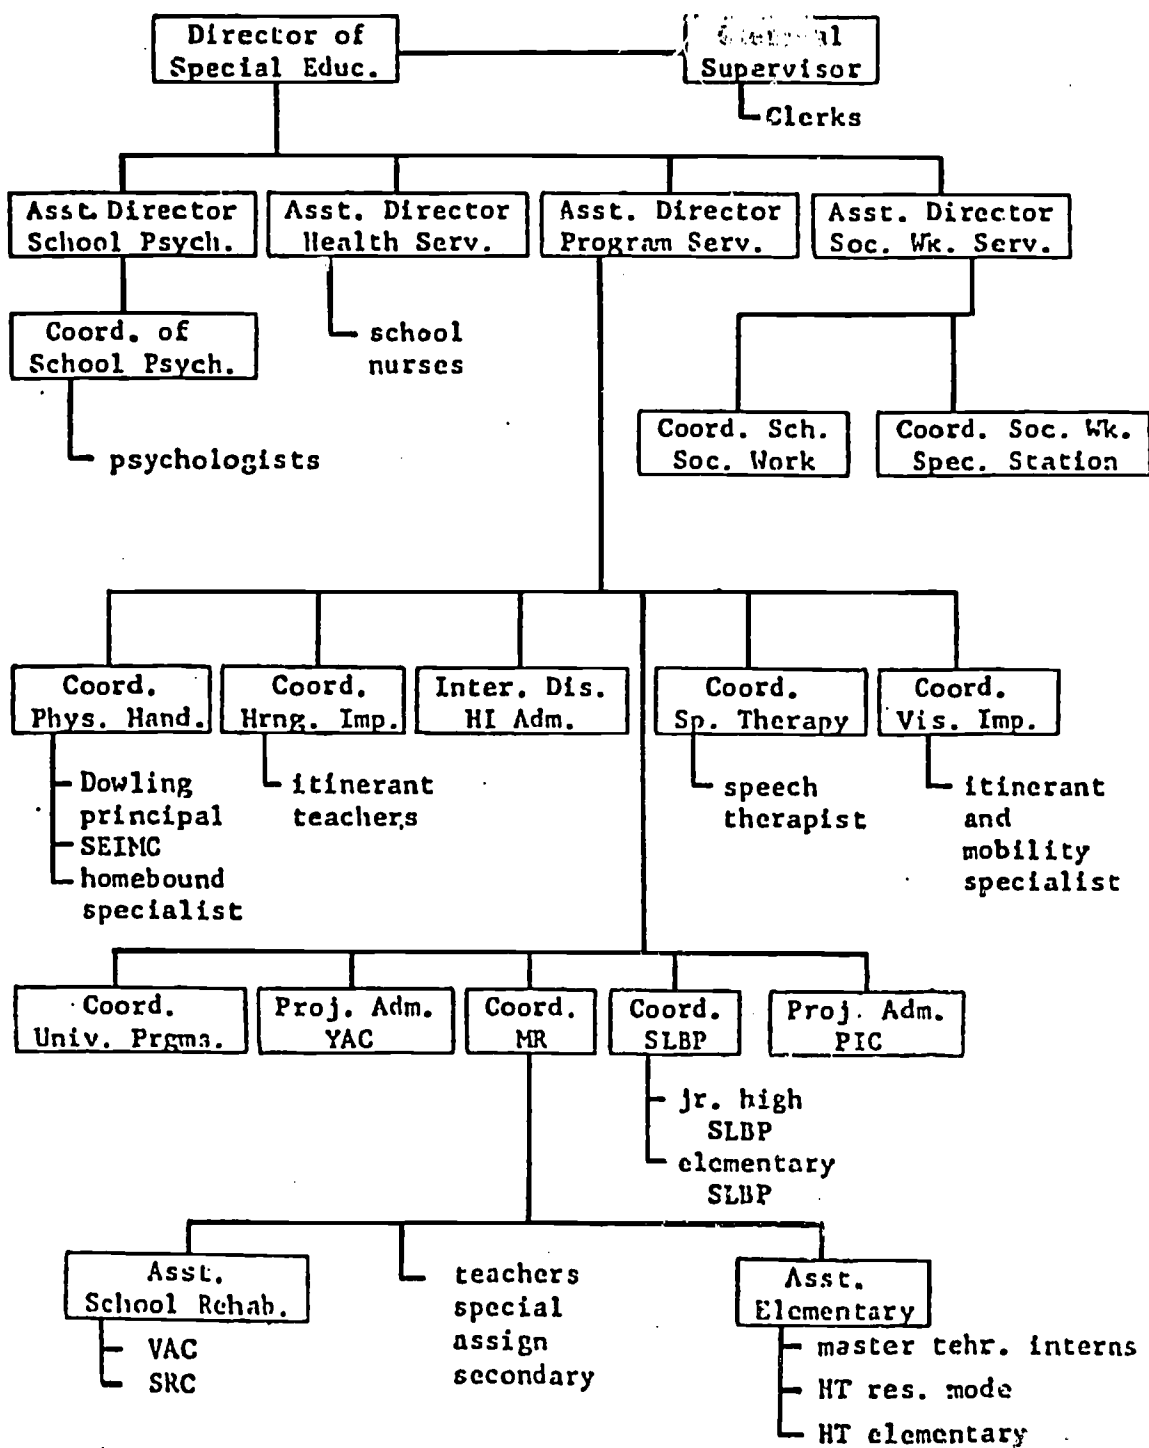 Director of
Special Educ.
Supervisor
Clerks
Asst. Director
School Psych.
Asst. Director
Health Serv.
Asst. Director
Program Serv.
Asst. Director
Soc. Wk. Serv.
Coord. of
School Psych.
school
nurses
psychologists
Coord. Sch.
Soc. Work
Coord. Soc. Wk.
Spec. Station
Coord.
Phys. Hand.
Coord.
Hrng. Imp.
Inter. Dis.
HI Adm.
Coord.
Sp. Therapy
Coord.
Vis. Imp.
Dowling
principal
SEIMC
homebound
specialist
itinerant
teachers
speech
therapist
itinerant
and
mobility
specialist
Coord.
Univ. Prgms.
Proj. Adm.
YAC
Coord.
MR
Coord.
SLBP
Proj. Adm.
PIC
jr. high
SLBP
elementary
SLBP
Asst.
School Rehab.
VAC
SRC
teachers
special
assign
secondary
Asst.
Elementary
master tchr. interns
HT res. mode
HT elementary